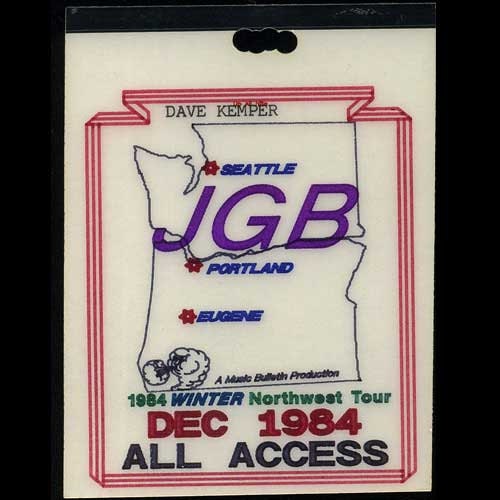 DAVE KEMPER
SEATTLE
JGB
PORTLAND
EUGENE
A Music Bulletin Production
1984 WINTER Northwest Tour
DEC 1984
ALL ACCESS